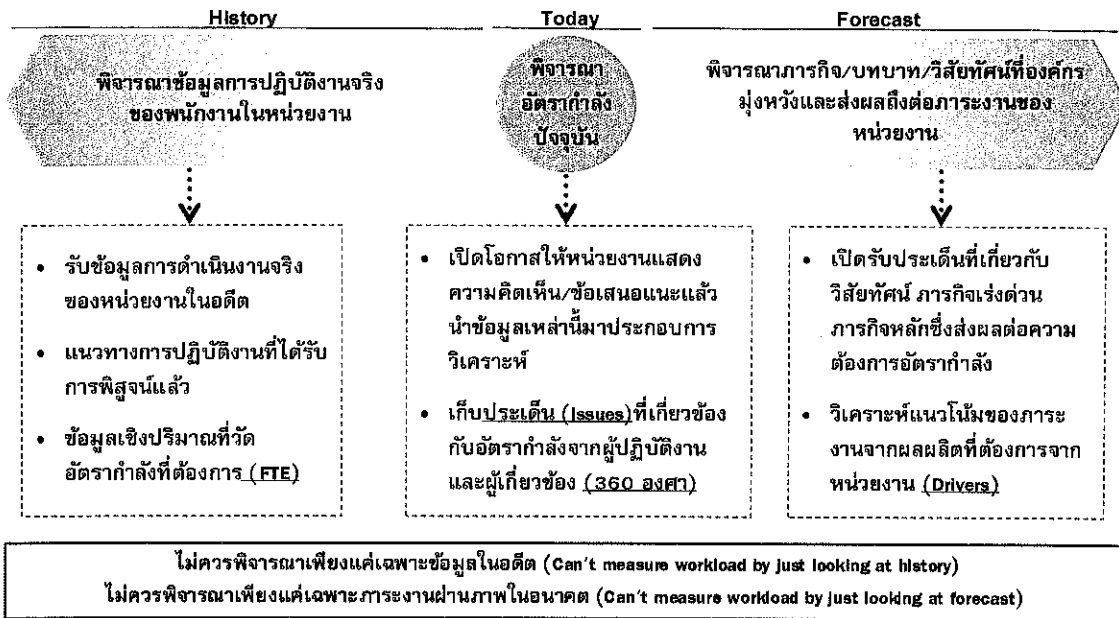 History
Today
Forecast
พิจารณาข้อมูลการปฏิบัติงานจริง
ของพนักงานในหน่วยงาน
พิจารณา
อัตรากำลัง
ปัจจุบัน
พิจารณาภารกิจ/บทบาท/วิสัยทัศน์ที่องค์กร
มุ่งหวังและส่งผลถึงต่อภาระงานของ
หน่วยงาน
• รับข้อมูลการดำเนินงานจริง
ของหน่วยงานในอดีต
• แนวทางการปฏิบัติงานที่ได้รับ
การพิสูจน์แล้ว
• ข้อมูลเชิงปริมาณที่วัด
อัตรากำลังที่ต้องการ (FTE)
• เปิดโอกาสให้หน่วยงานแสดง
ความคิดเห็น/ข้อเสนอแนะแล้ว
นำข้อมูลเหล่านี้มาประกอบการ
วิเคราะห์
• เก็บประเด็น (Issues) ที่เกี่ยวข้อง
กับอัตรากำลังจากผู้ปฏิบัติงาน
และผู้เกี่ยวข้อง (360 องศา)
• เปิดรับประเด็นที่เกี่ยวกับ
วิสัยทัศน์ ภารกิจเร่งด่วน
ภารกิจหลักซึ่งส่งผลต่อความ
ต้องการอัตรากำลัง
• วิเคราะห์แนวโน้มของภาระ
งานจากผลผลิตที่ต้องการจาก
หน่วยงาน (Drivers)
ไม่ควรพิจารณาเพียงแค่เฉพาะข้อมูลในอดีต (Can't measure workload by just looking at history)
ไม่ควรพิจารณาเพียงแค่เฉพาะภาระงานผ่านภาพในอนาคต (Can't measure workload by just looking at forecast)